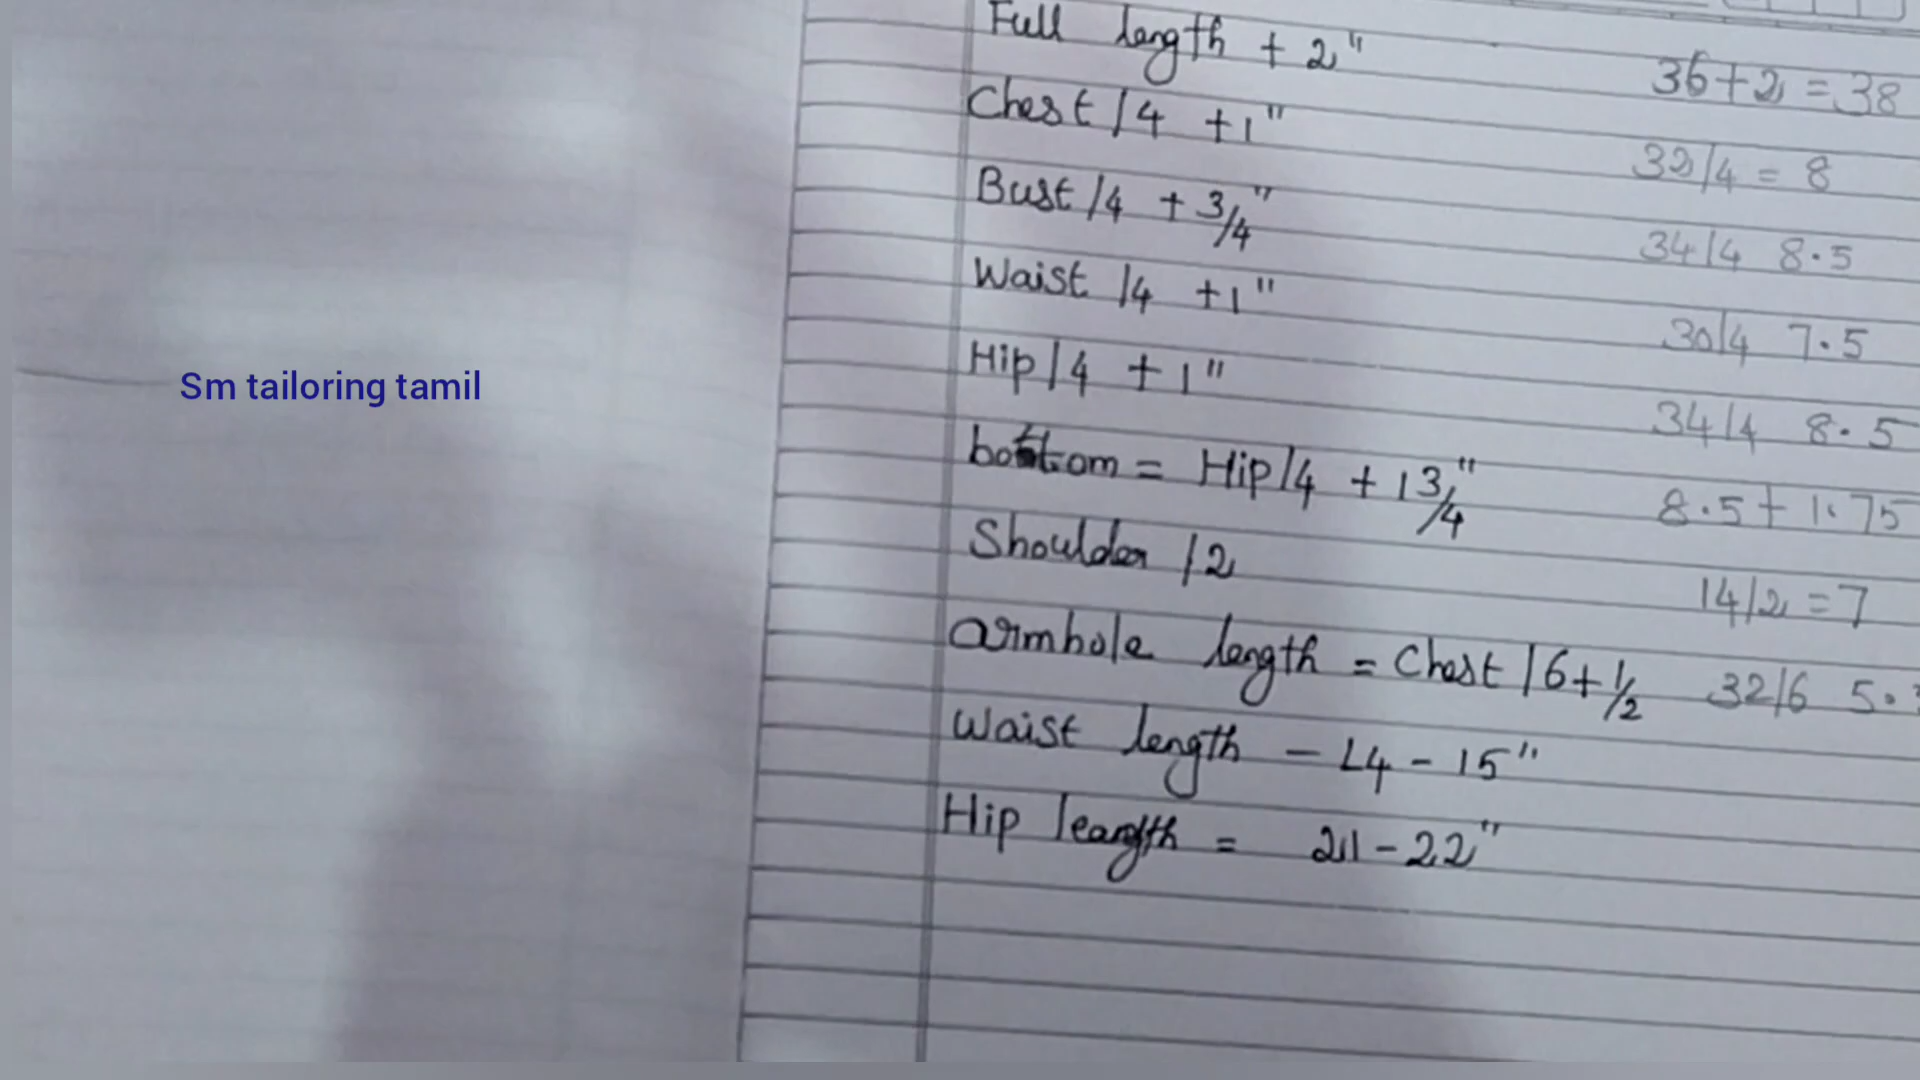 Full length + 2" 36+2 = 38
Chest / 4 + 1" 32/4 = 8
Bust / 4 + 3/4" 34/4 8.5
Waist / 4 + 1" 30/4 7.5
Sm tailoring tamil
Hip / 4 + 1" 34/4 8.5
bottom = Hip / 4 + 1 3/4" 8.5 + 1.75
Shoulder / 2 14/2 = 7
armhole length = Chest / 6 + 1/2 32/6 5.
Waist length - 14 - 15"
Hip leangth = 21 - 22"